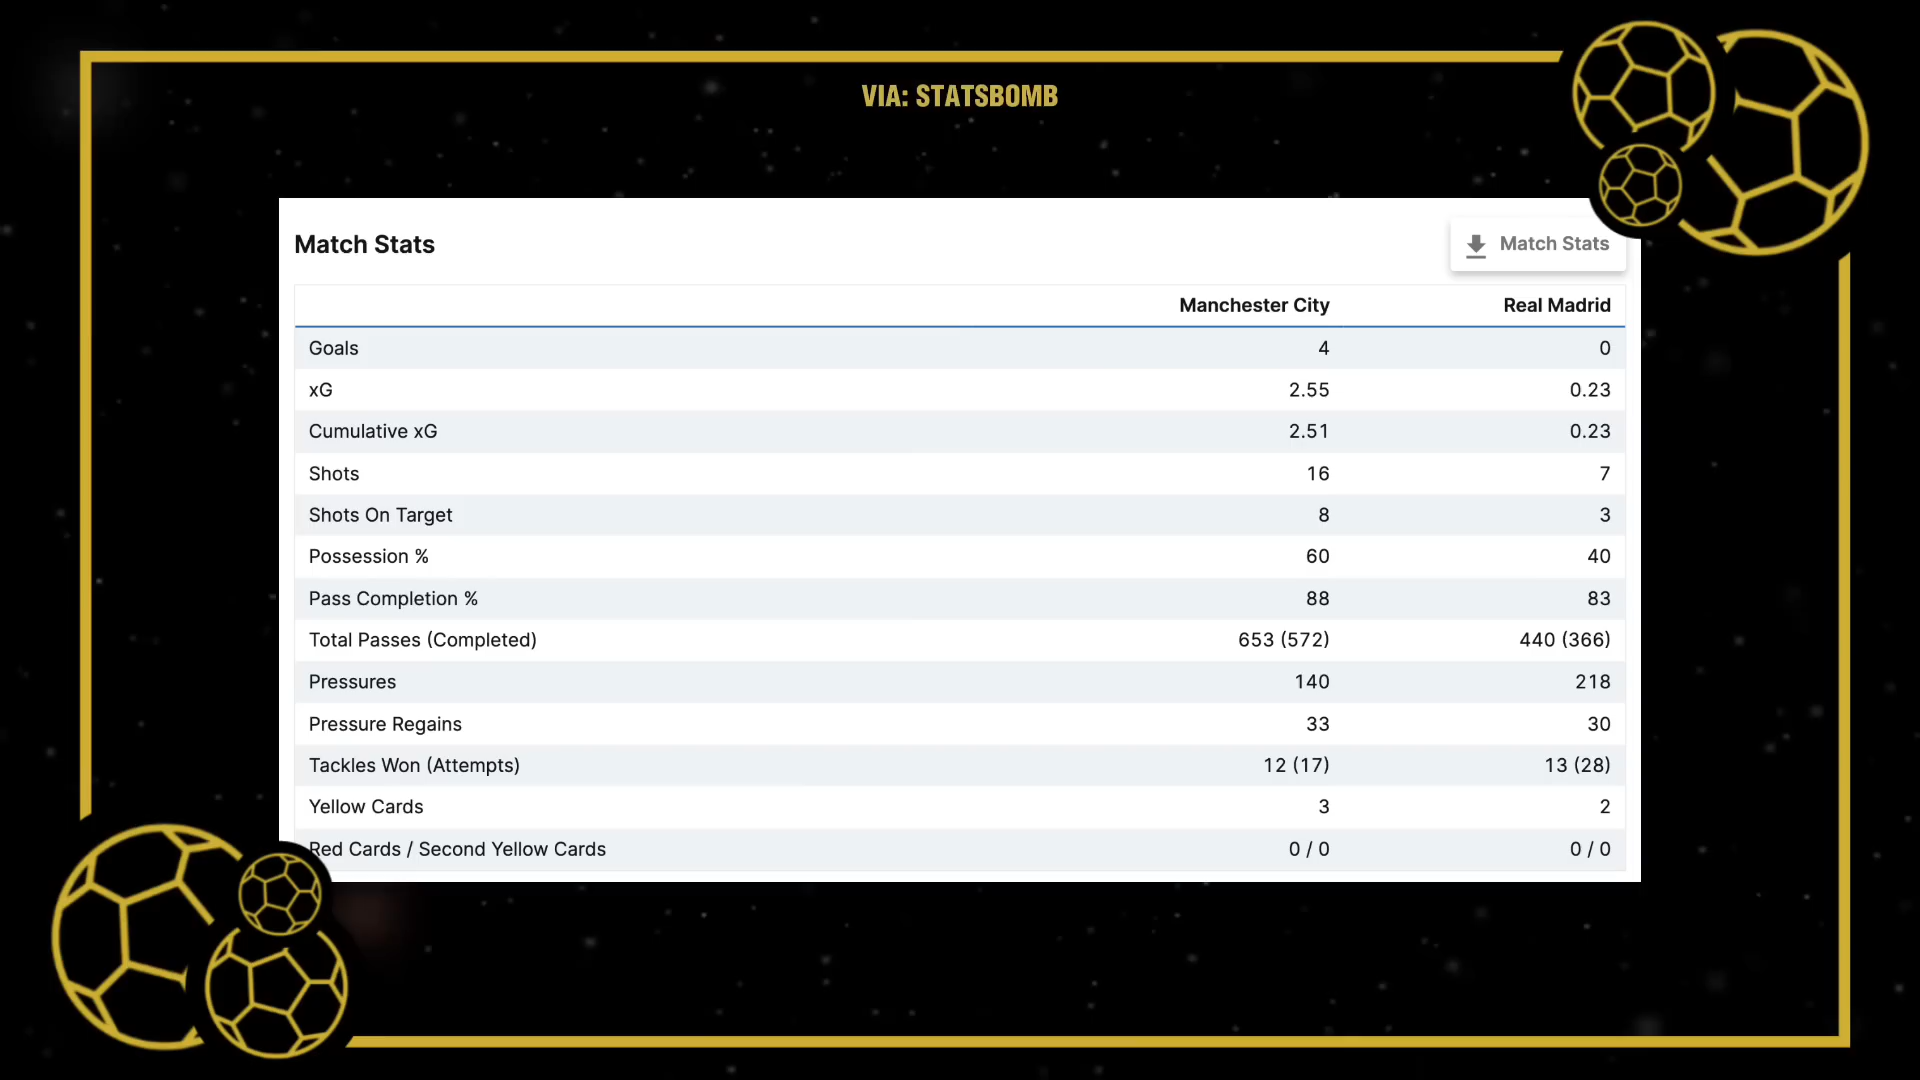 VIA: STATSBOMB
Match Stats
Match Stats
Manchester City Real Madrid
Goals 4 0
xG 2.55 0.23
Cumulative xG 2.51 0.23
Shots 16 7
Shots On Target 8 3
Possession % 60 40
Pass Completion % 88 83
Total Passes (Completed) 653 (572) 440 (366)
Pressures 140 218
Pressure Regains 33 30
Tackles Won (Attempts) 12 (17) 13 (28)
Yellow Cards 3 2
Red Cards / Second Yellow Cards 0 / 0 0 / 0